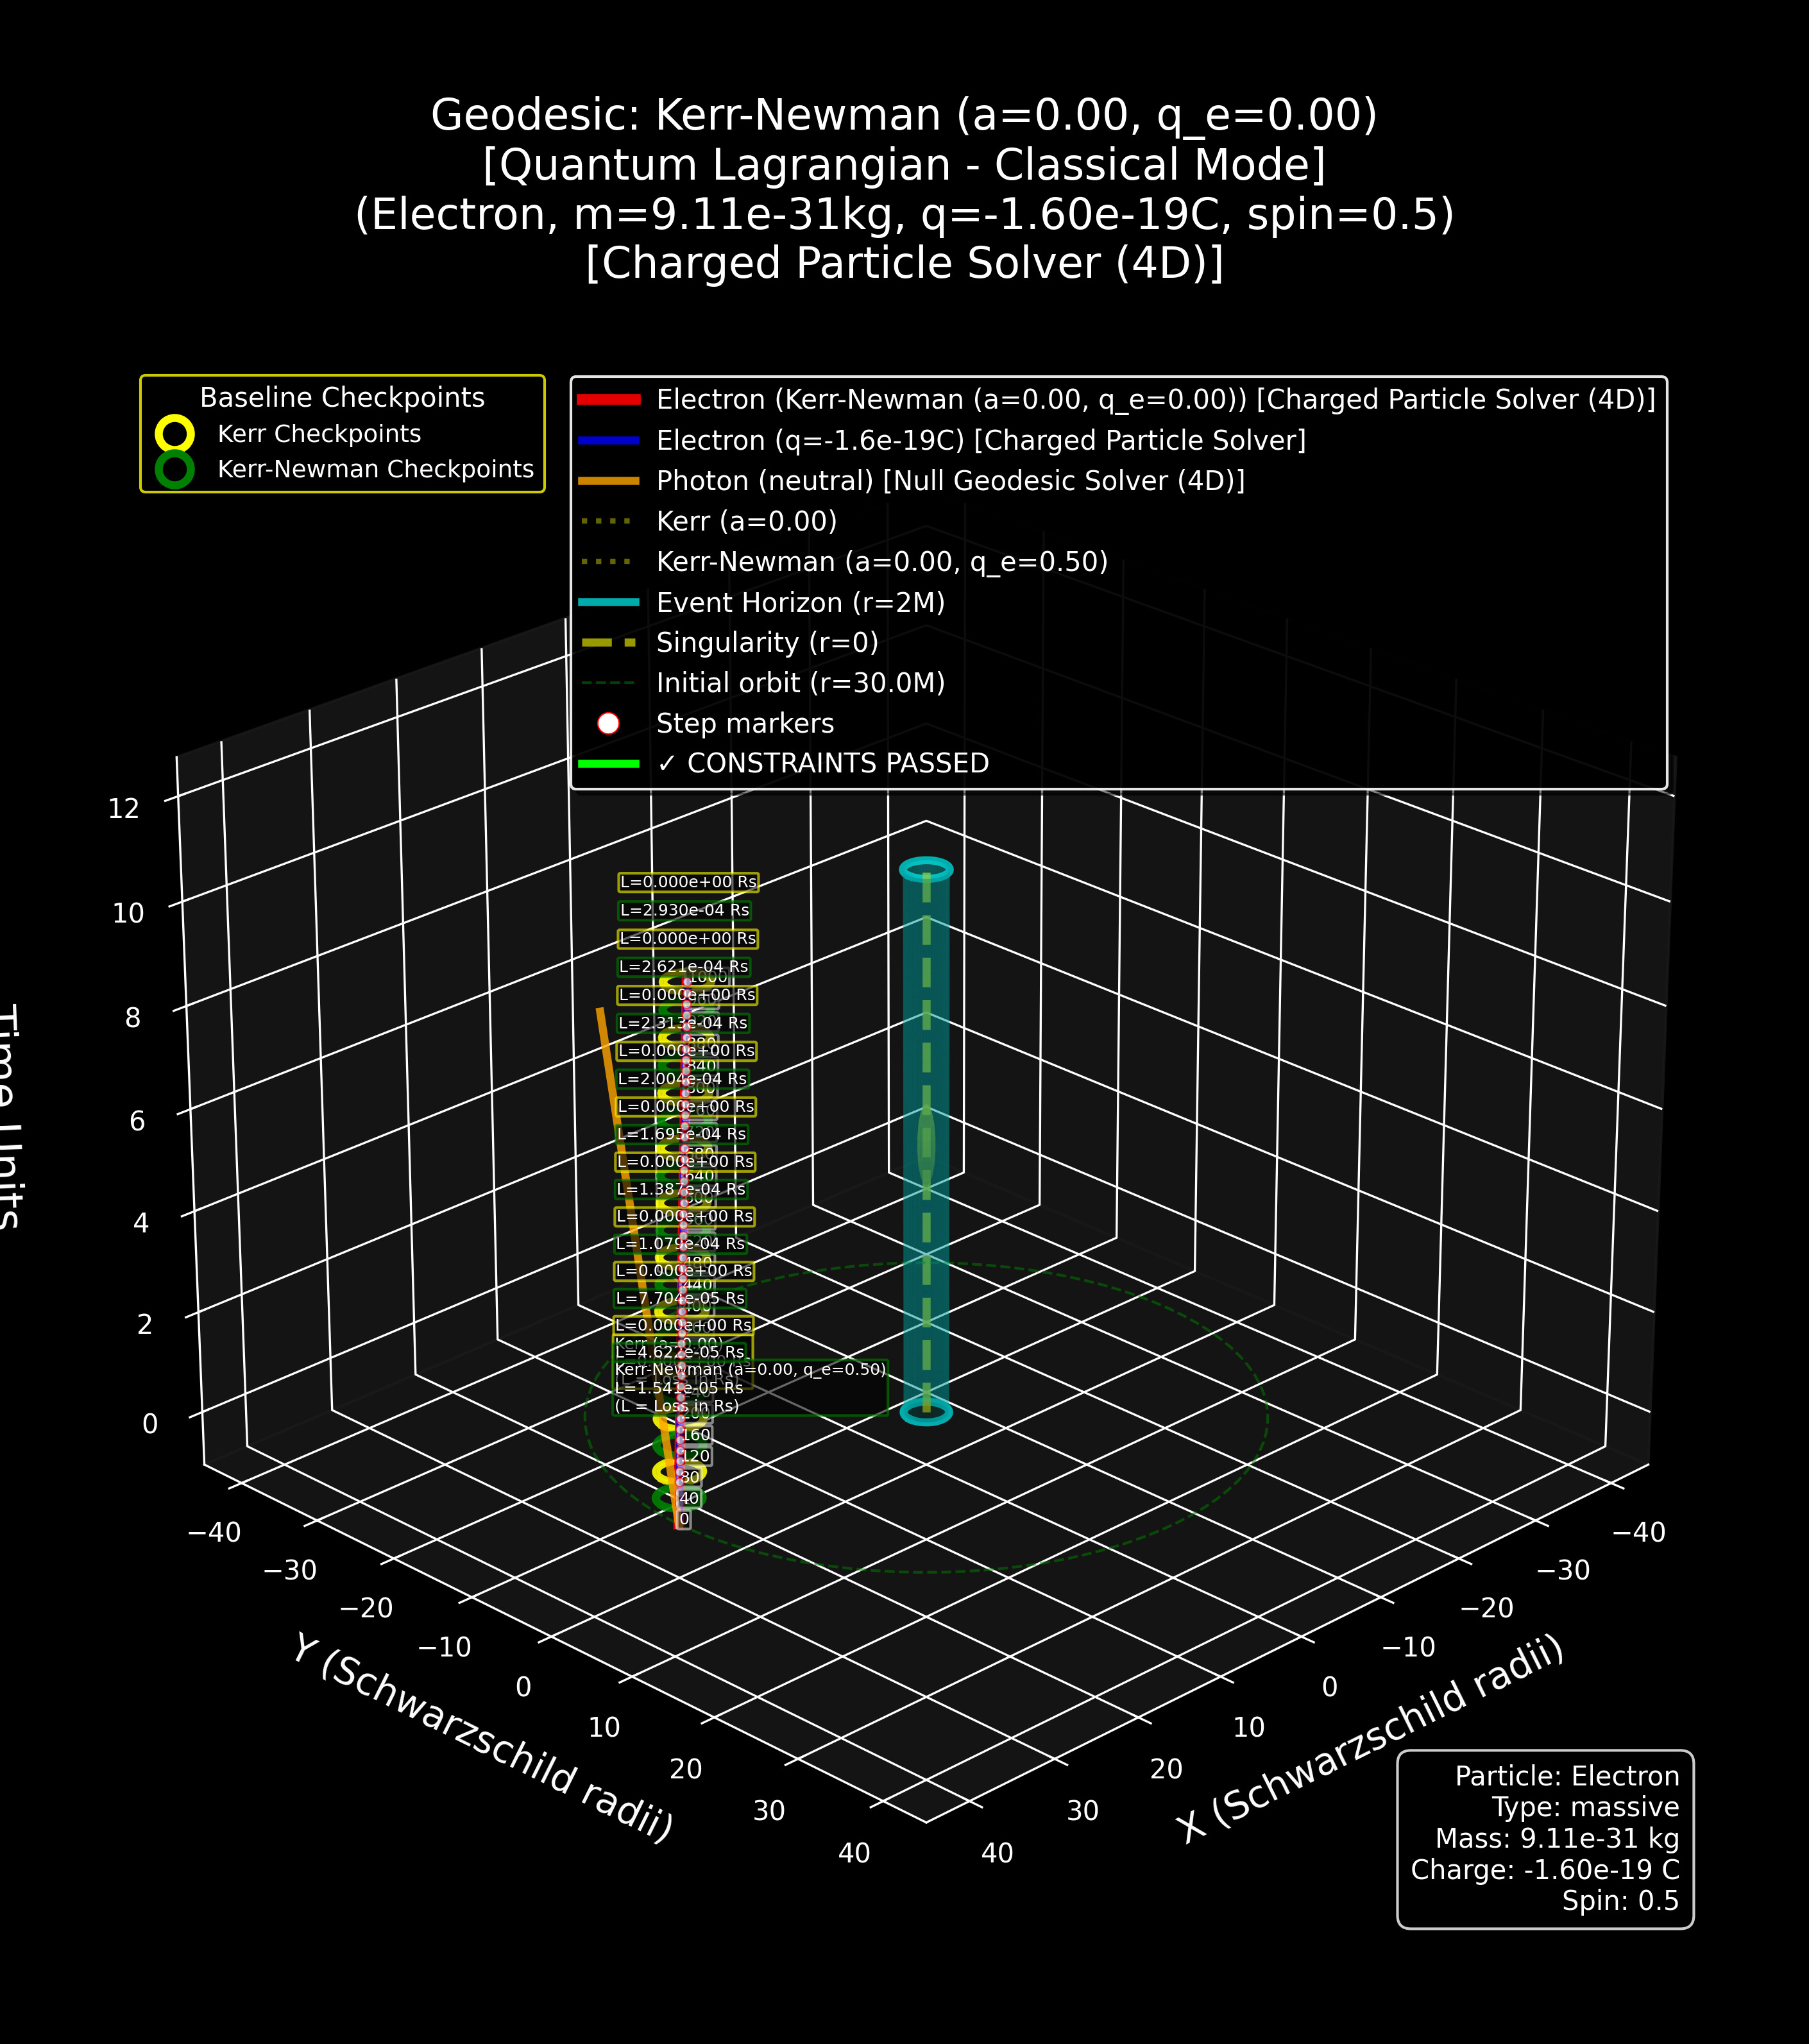 Geodesic: Kerr-Newman (a=0.00, q_e=0.00)
[Quantum Lagrangian - Classical Mode]
(Electron, m=9.11e-31kg, q=-1.60e-19C, spin=0.5)
[Charged Particle Solver (4D)]
Baseline Checkpoints
Kerr Checkpoints
Kerr-Newman Checkpoints
Electron (Kerr-Newman (a=0.00, q_e=0.00)) [Charged Particle Solver (4D)]
Electron (q=-1.6e-19C) [Charged Particle Solver]
Photon (neutral) [Null Geodesic Solver (4D)]
Kerr (a=0.00)
Kerr-Newman (a=0.00, q_e=0.50)
Event Horizon (r=2M)
Singularity (r=0)
Initial orbit (r=30.0M)
Step markers
✓ CONSTRAINTS PASSED
12
10
8
6
4
2
0
Time Units
L=0.000e+00 Rs
L=2.930e-04 Rs
L=0.000e+00 Rs
L=2.621e-04 Rs
L=0.000e+00 Rs
L=2.313e-04 Rs
L=0.000e+00 Rs
L=2.004e-04 Rs
L=0.000e+00 Rs
L=1.695e-04 Rs
L=0.000e+00 Rs
L=1.387e-04 Rs
L=0.000e+00 Rs
L=1.079e-04 Rs
L=0.000e+00 Rs
L=7.704e-05 Rs
L=0.000e+00 Rs
Kerr (a=0.00)
L=4.622e-05 Rs
Kerr-Newman (a=0.00, q_e=0.50)
L=1.541e-05 Rs
(L = Loss in Rs)
1000
840
640
440
200
160
120
80
40
0
−40
−30
−20
−10
0
10
20
30
40
Y (Schwarzschild radii)
−40
−30
−20
−10
0
10
20
30
40
X (Schwarzschild radii)
Particle: Electron
Type: massive
Mass: 9.11e-31 kg
Charge: -1.60e-19 C
Spin: 0.5